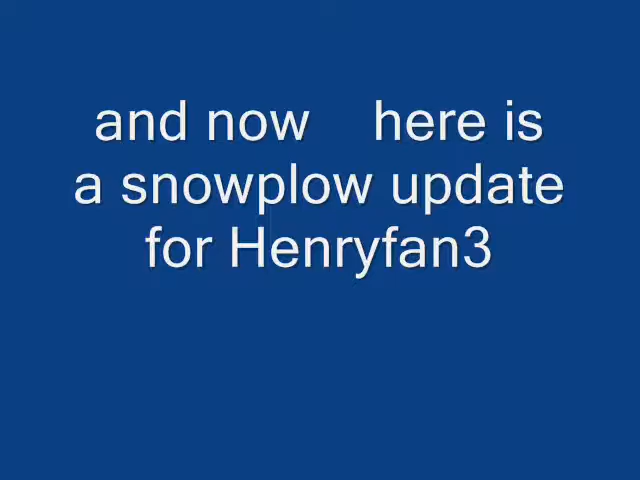 and now    here is
a snowplow update
for Henryfan3